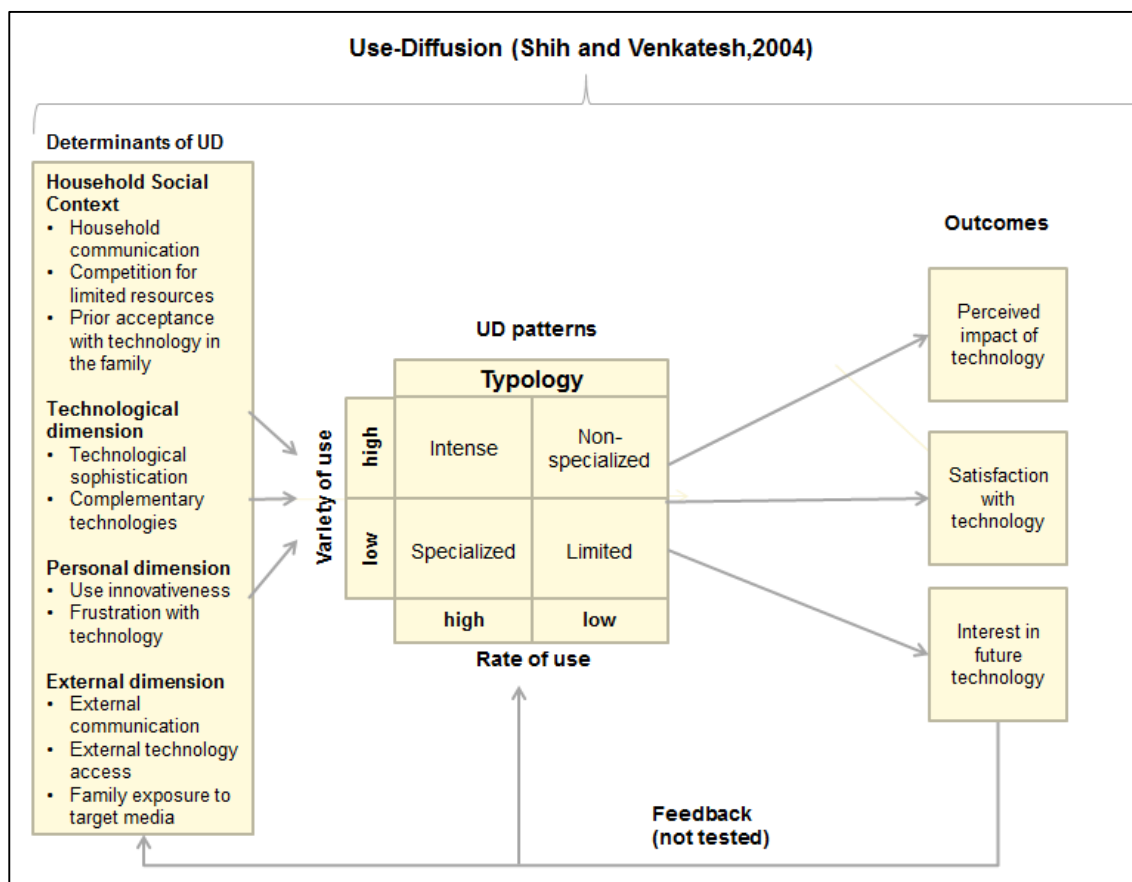 Use-Diffusion (Shih and Venkatesh,2004)
Determinants of UD
Household Social
Context
• Household
communication
• Competition for
limited resources
• Prior acceptance
with technology in
the family
Technological
dimension
• Technological
sophistication
• Complementary
technologies
Personal dimension
• Use innovativeness
• Frustration with
technology
External dimension
• External
communication
• External technology
access
• Family exposure to
target media
UD patterns
Typology
Variety of use
high
Intense
Non-
specialized
low
Specialized
Limited
high
low
Rate of use
Outcomes
Perceived
impact of
technology
Satisfaction
with
technology
Interest in
future
technology
Feedback
(not tested)